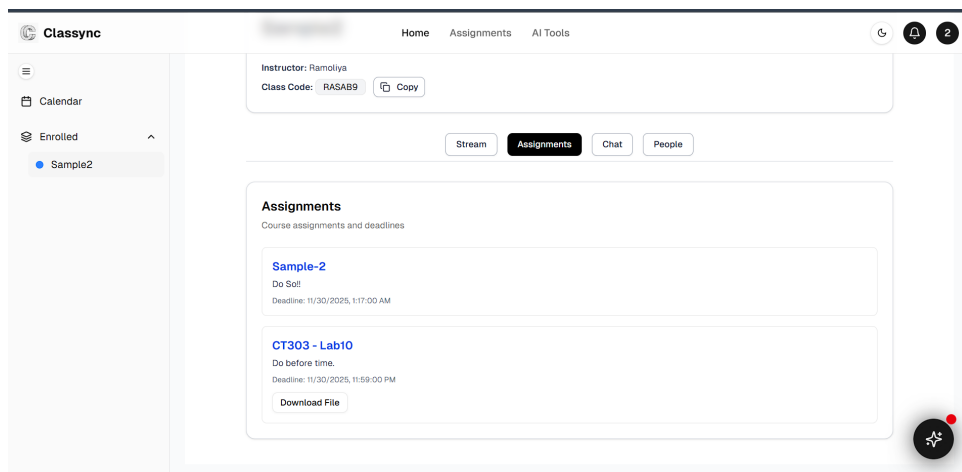 Classync
Home Assignments AI Tools
2
Calendar
Enrolled
Sample2
Instructor: Ramoliya
Class Code: RASAB9 Copy
Stream Assignments Chat People
Assignments
Course assignments and deadlines
Sample-2
Do So!!
Deadline: 11/30/2025, 1:17:00 AM
CT303 - Lab10
Do before time.
Deadline: 11/30/2025, 11:59:00 PM
Download File